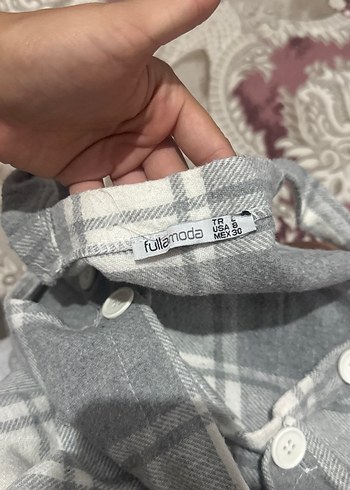 fullamoda
TR L
USA 8
MEX 30